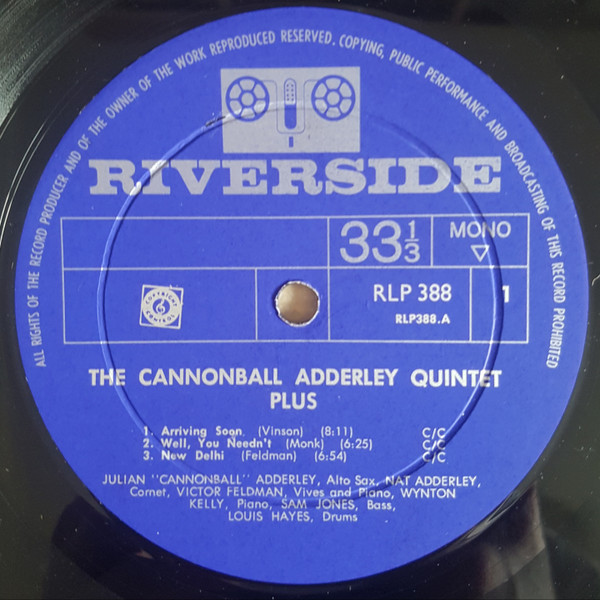 ALL RIGHTS OF THE RECORD PRODUCER AND OF THE OWNER OF THE WORK REPRODUCED RESERVED. COPYING, PUBLIC PERFORMANCE AND BROADCASTING OF THIS RECORD PROHIBITED
RIVERSIDE
33 1/3 MONO
RLP 388 1
RLP388.A
THE CANNONBALL ADDERLEY QUINTET
PLUS
1. Arriving Soon (Vinson) (8:11) C/C
2. Well, You Needn't (Monk) (6:25) C/C
3. New Delhi (Feldman) (6:54) C/C
JULIAN "CANNONBALL" ADDERLEY, Alto Sax, NAT ADDERLEY,
Cornet, VICTOR FELDMAN, Vives and Piano, WYNTON
KELLY, Piano, SAM JONES, Bass,
LOUIS HAYES, Drums